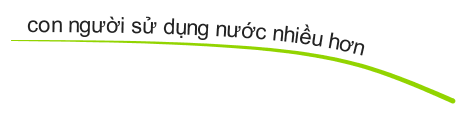 con người sử dụng nước nhiều hơn